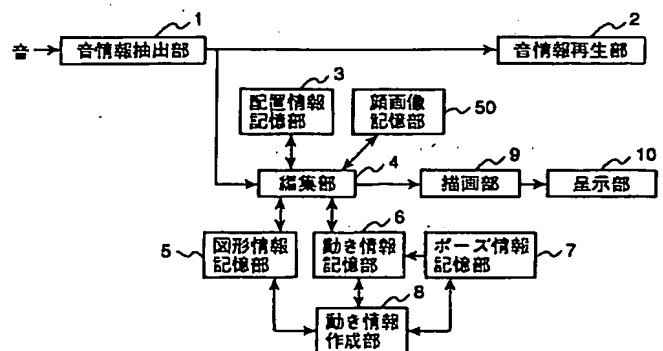 1
2
音
音情報抽出部
音情報再生部
3
配置情報
記憶部
顔画像
記憶部
50
4
9
10
編集部
描画部
呈示部
6
5
図形情報
記憶部
動き情報
記憶部
ポーズ情報
記憶部
7
8
動き情報
作成部